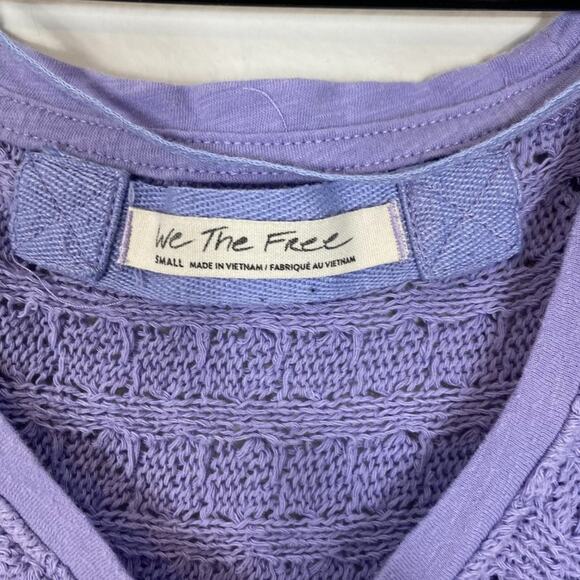 We The Free
SMALL MADE IN VIETNAM / FABRIQUÉ AU VIETNAM